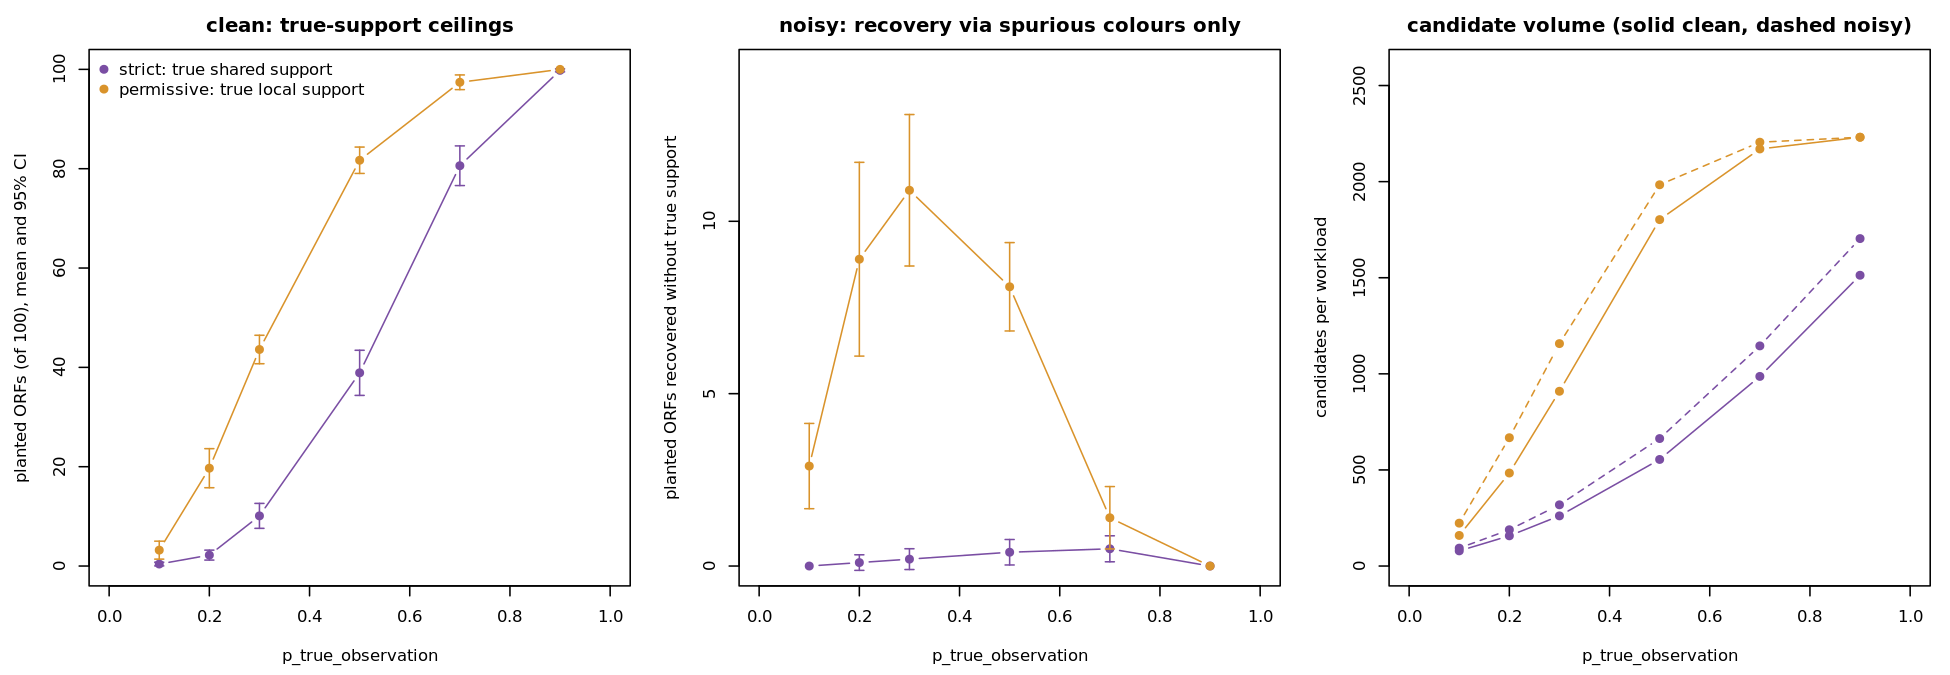 clean: true-support ceilings
planted ORFs (of 100), mean and 95% CI
100
80
60
40
20
0
strict: true shared support
permissive: true local support
0.0 0.2 0.4 0.6 0.8 1.0
p_true_observation
noisy: recovery via spurious colours only
planted ORFs recovered without true support
10
5
0
0.0 0.2 0.4 0.6 0.8 1.0
p_true_observation
candidate volume (solid clean, dashed noisy)
candidates per workload
2500
2000
1500
1000
500
0
0.0 0.2 0.4 0.6 0.8 1.0
p_true_observation